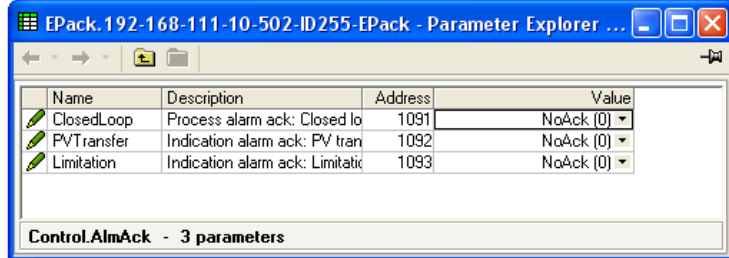 EPack.192-168-111-10-502-ID255-EPack - Parameter Explorer ...
Name Description Address Value
ClosedLoop Process alarm ack: Closed lo 1091 NoAck (0)
PVTransfer Indication alarm ack: PV tran 1092 NoAck (0)
Limitation Indication alarm ack: Limitatio 1093 NoAck (0)
Control.AlmAck - 3 parameters